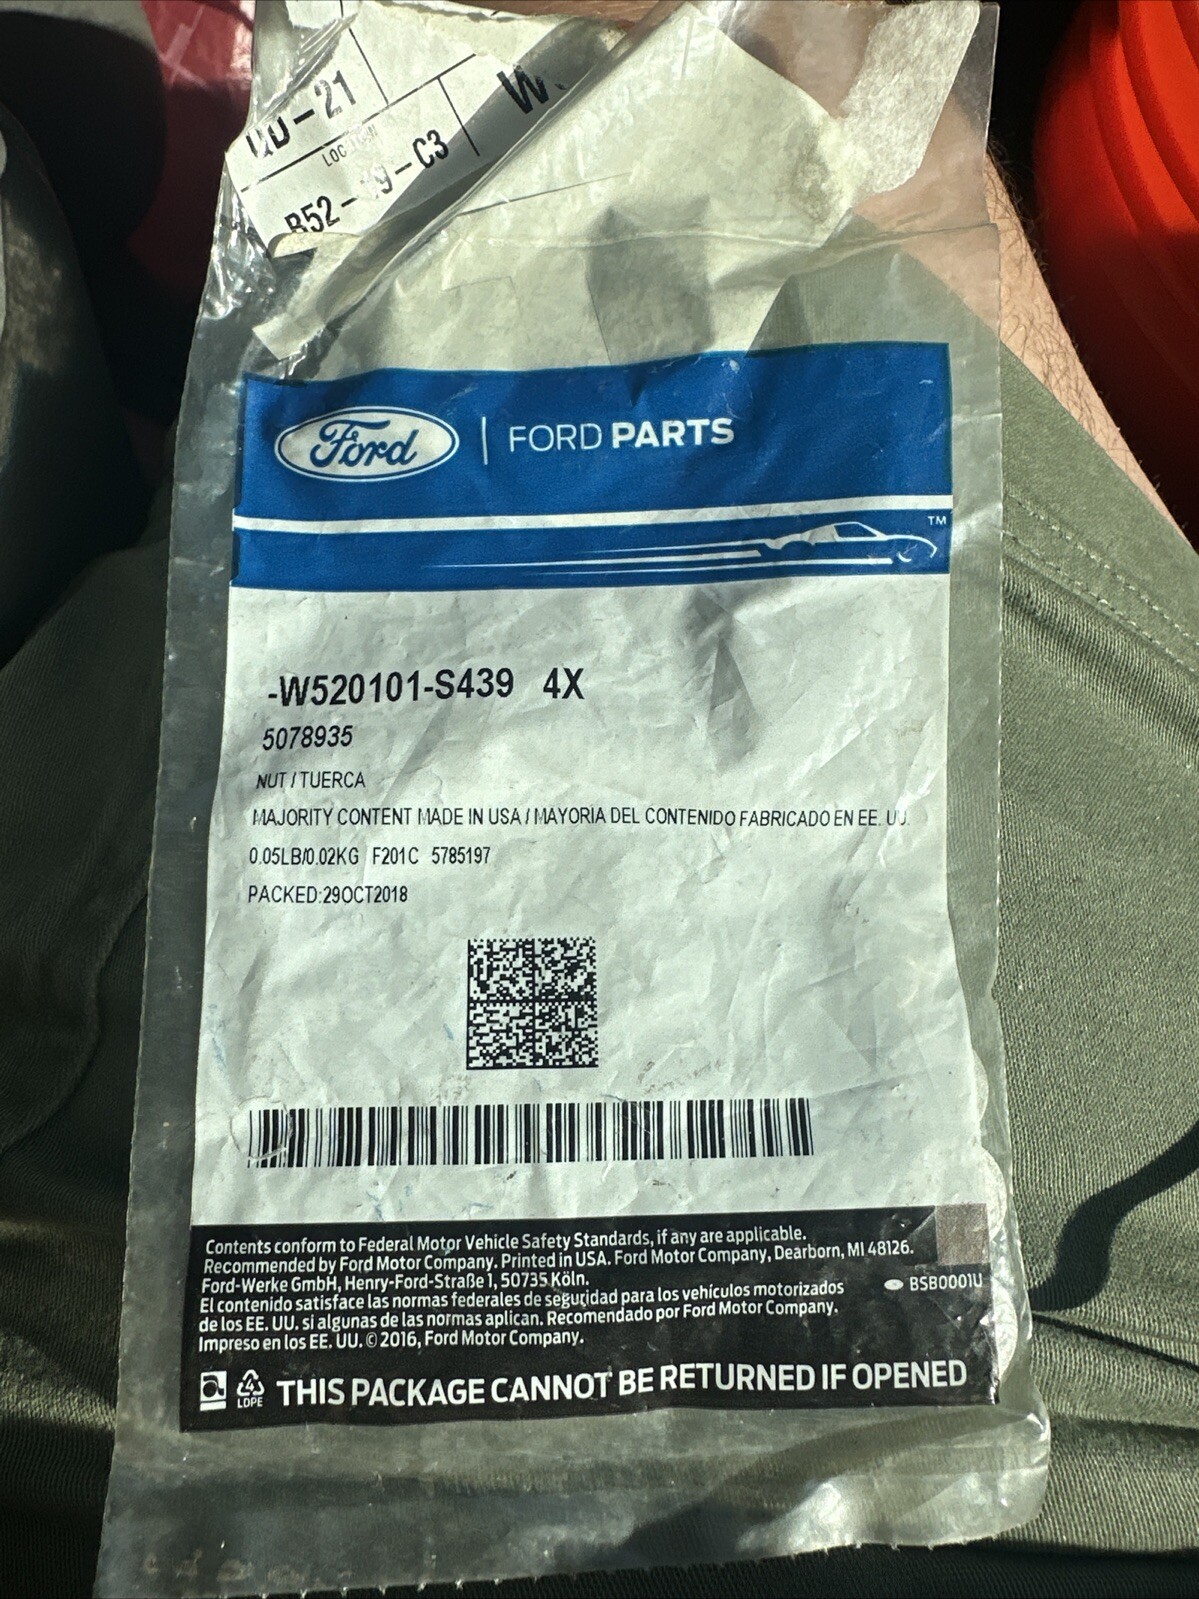 -21
B52-
-C3
Ford | FORD PARTS
TM
-W520101-S439 4X
5078935
NUT / TUERCA
MAJORITY CONTENT MADE IN USA / MAYORÍA DEL CONTENIDO FABRICADO EN EE. UU.
0.05LB/0.02KG F201C 5785197
PACKED:29OCT2018
Contents conform to Federal Motor Vehicle Safety Standards, if any are applicable.
Recommended by Ford Motor Company. Printed in USA. Ford Motor Company, Dearborn, MI 48126.
Ford-Werke GmbH, Henry-Ford-Straße 1, 50735 Köln.
El contenido satisface las normas federales de seguridad para los vehículos motorizados
de los EE. UU. si algunas de las normas aplican. Recomendado por Ford Motor Company.
Impreso en los EE. UU. © 2016, Ford Motor Company.
BSB0001U
4
LDPE
THIS PACKAGE CANNOT BE RETURNED IF OPENED